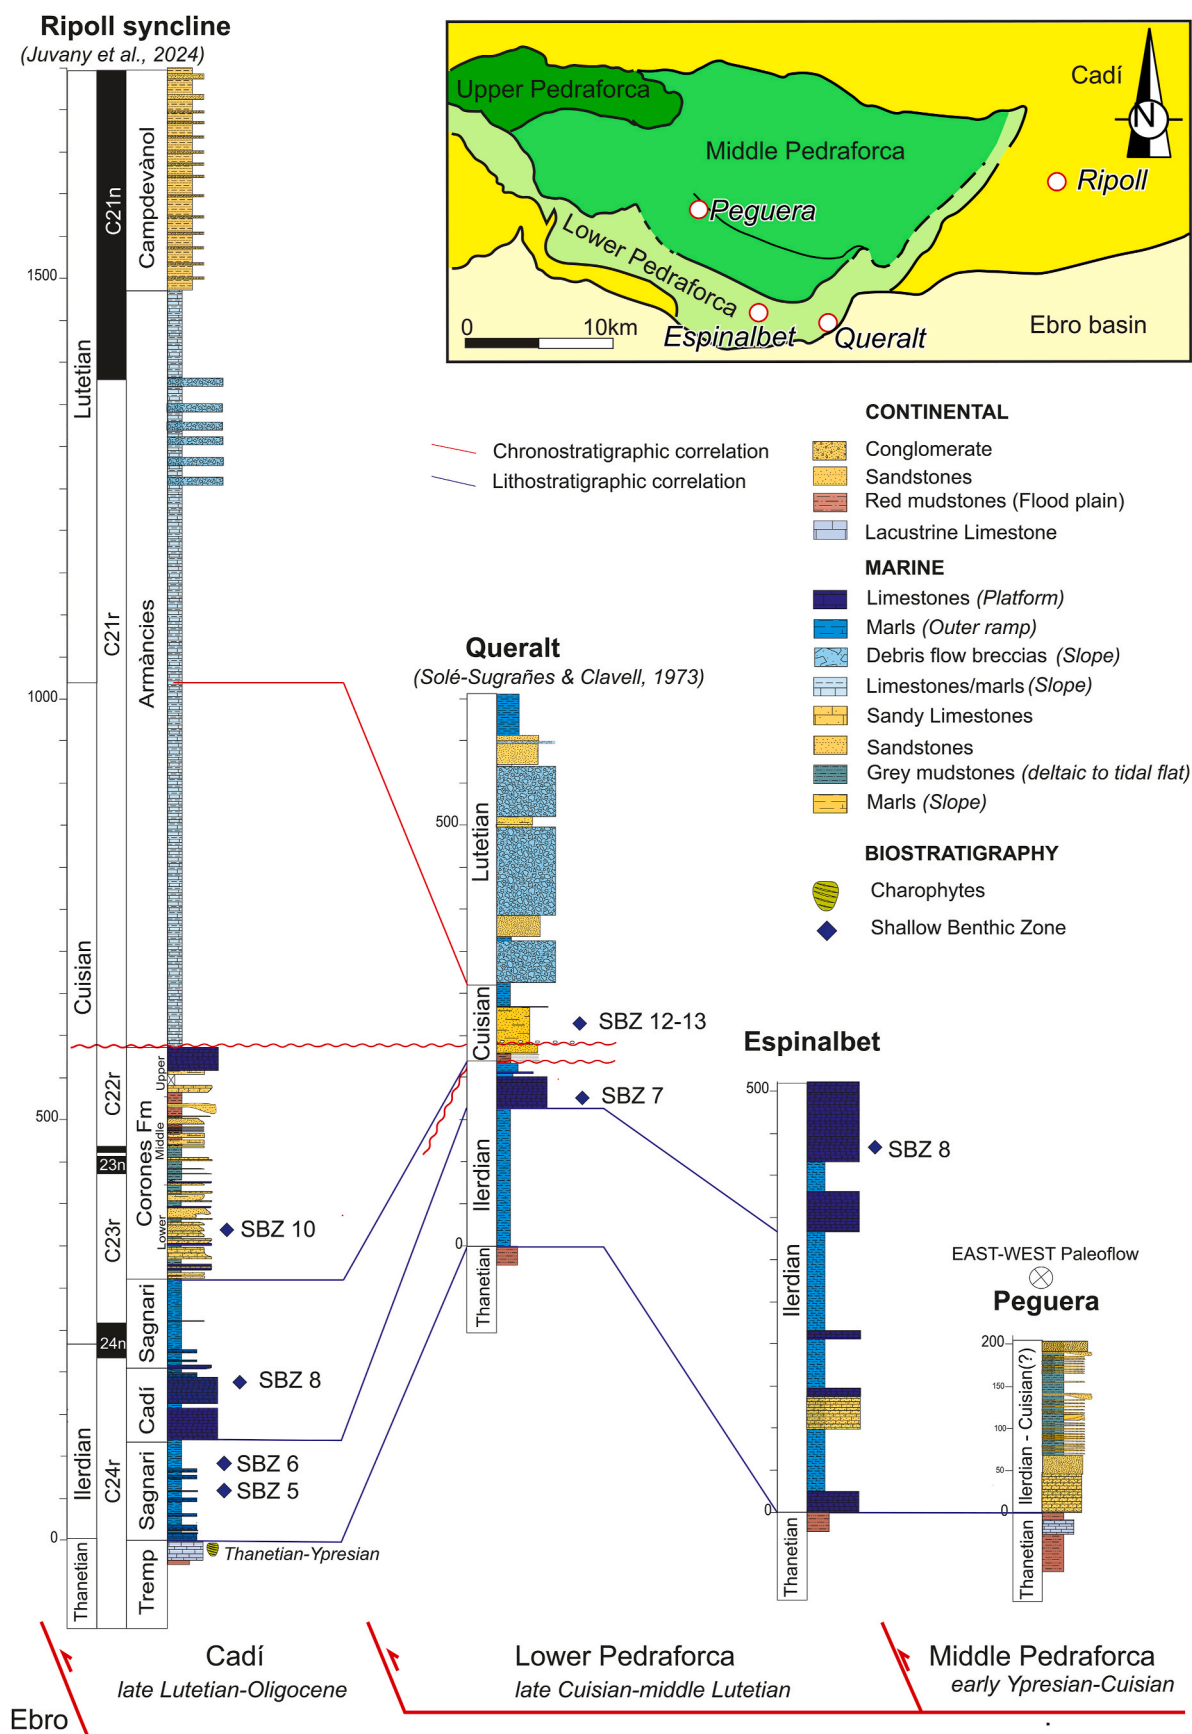 Ripoll syncline
(Juvany et al., 2024)
C21n
Campdevànol
1500
Lutetian
C21r
Armàncies
1000
Cuisian
C22r
Upper
500
23n
Corones Fm
Middle
C23r
Lower
SBZ 10
24n
Sagnari
Cadí
SBZ 8
Ilerdian
C24r
Sagnari
SBZ 6
SBZ 5
0
Thanetian
Tremp
Thanetian-Ypresian
Upper Pedraforca
Middle Pedraforca
Cadí
N
Ripoll
Peguera
Lower Pedraforca
Espinalbet
Queralt
Ebro basin
0
10km
Chronostratigraphic correlation
Lithostratigraphic correlation
CONTINENTAL
Conglomerate
Sandstones
Red mudstones (Flood plain)
Lacustrine Limestone
MARINE
Limestones (Platform)
Marls (Outer ramp)
Debris flow breccias (Slope)
Limestones/marls (Slope)
Sandy Limestones
Sandstones
Grey mudstones (deltaic to tidal flat)
Marls (Slope)
BIOSTRATIGRAPHY
Charophytes
Shallow Benthic Zone
Queralt
(Solé-Sugrañes & Clavell, 1973)
500
Lutetian
Cuisian
SBZ 12-13
SBZ 7
Ilerdian
0
Thanetian
Espinalbet
500
SBZ 8
Ilerdian
0
Thanetian
EAST-WEST Paleoflow
Peguera
200
150
100
50
0
Ilerdian - Cuisian(?)
Thanetian
Cadí
late Lutetian-Oligocene
Lower Pedraforca
late Cuisian-middle Lutetian
Middle Pedraforca
early Ypresian-Cuisian
Ebro